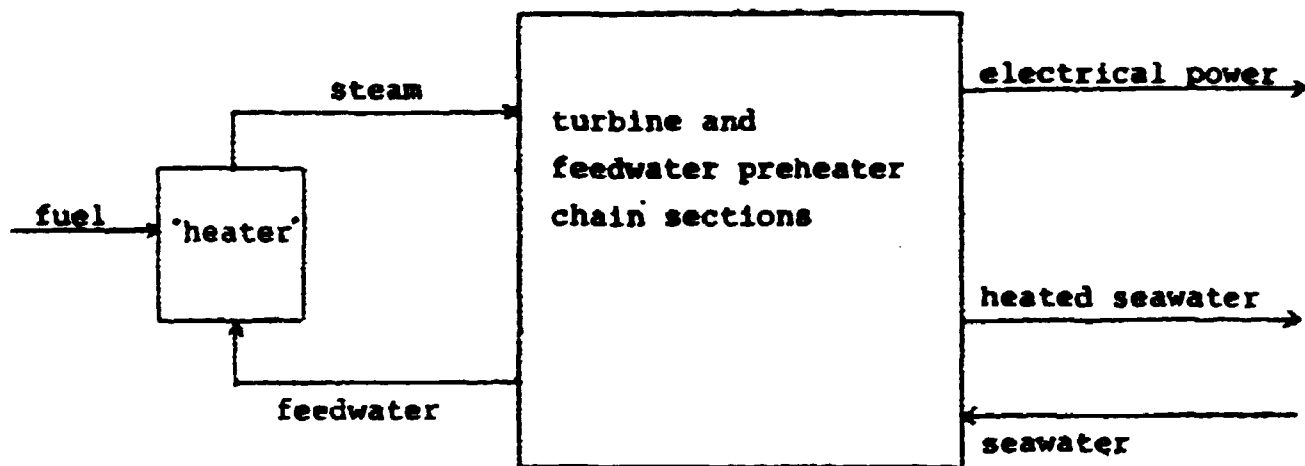 steam
electrical power
turbine and
feedwater preheater
chain sections
fuel
"heater"
heated seawater
feedwater
seawater